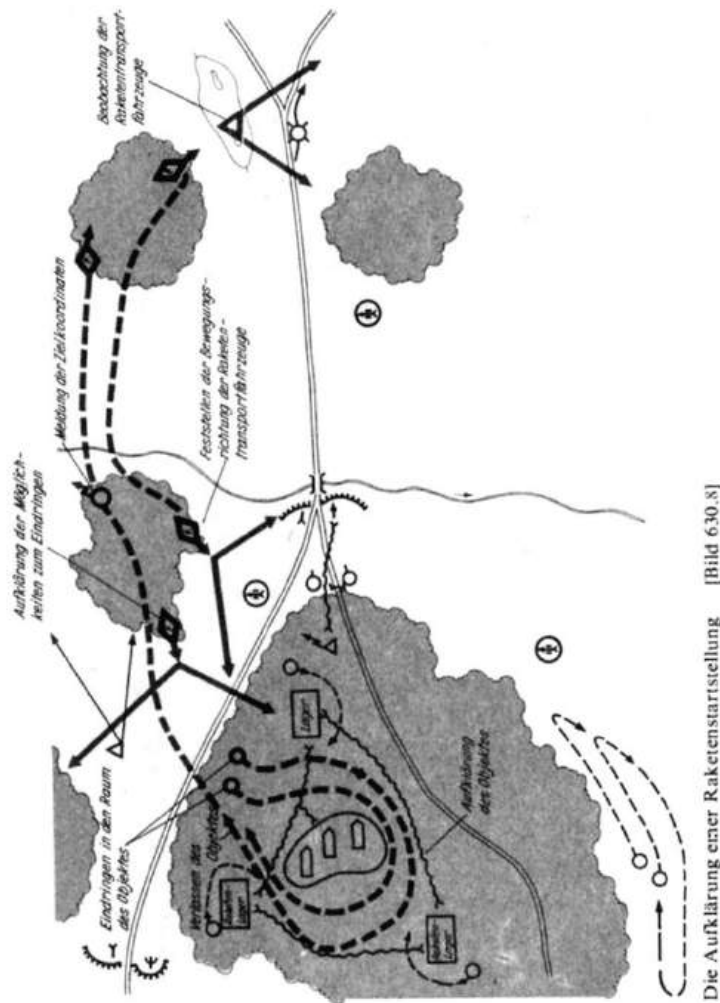 Beobachtung der
Raketentransport-
fahrzeuge
Meldung der Zielkoordinaten
Aufklärung der Möglich-
keiten zum Eindringen
Feststellen der Bewegungs-
richtung der Raketen-
transportfahrzeuge
Eindringen in den Raum
des Objektes
Verlassen des
Objektes
Lager
Lager
Lager
Aufklärung
des Objektes
Die Aufklärung einer Raketenstartstellung [Bild 630.8]